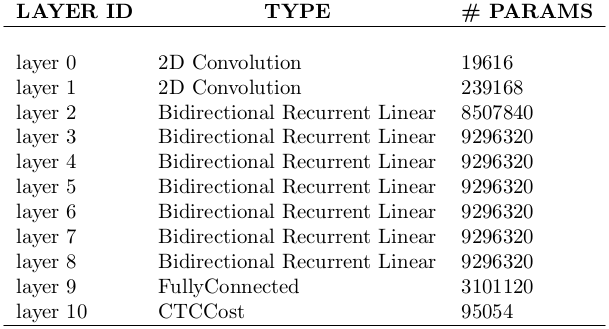 LAYER ID TYPE # PARAMS
layer 0 2D Convolution 19616
layer 1 2D Convolution 239168
layer 2 Bidirectional Recurrent Linear 8507840
layer 3 Bidirectional Recurrent Linear 9296320
layer 4 Bidirectional Recurrent Linear 9296320
layer 5 Bidirectional Recurrent Linear 9296320
layer 6 Bidirectional Recurrent Linear 9296320
layer 7 Bidirectional Recurrent Linear 9296320
layer 8 Bidirectional Recurrent Linear 9296320
layer 9 FullyConnected 3101120
layer 10 CTCCost 95054